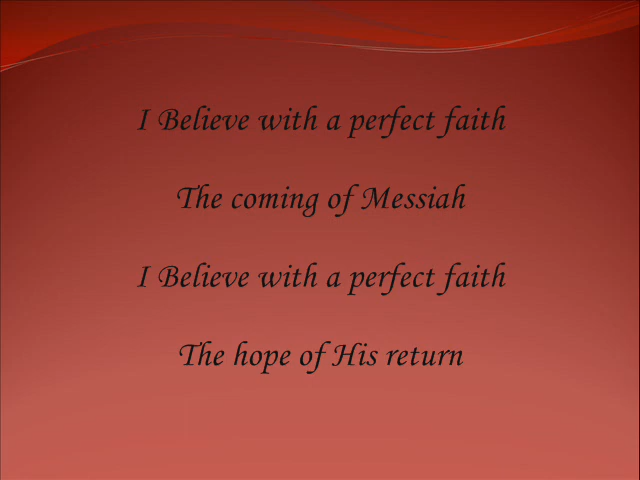 I Believe with a perfect faith
The coming of Messiah
I Believe with a perfect faith
The hope of His return